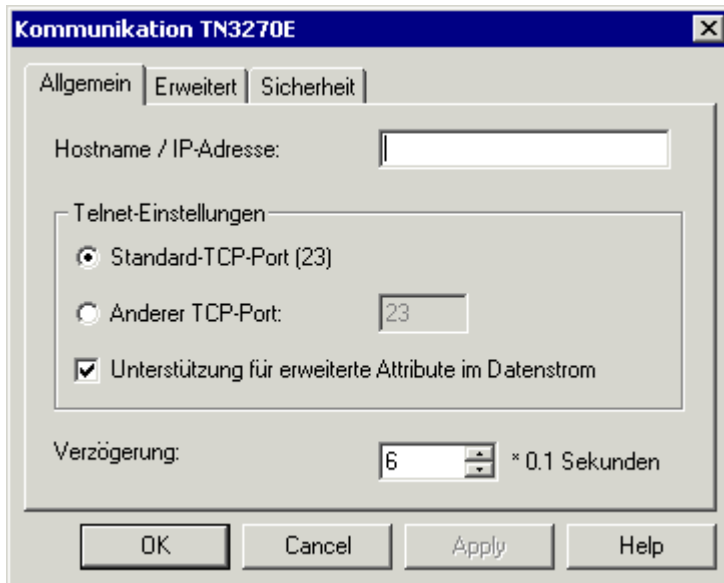 Kommunikation TN3270E
Allgemein Erweitert Sicherheit
Hostname / IP-Adresse:
Telnet-Einstellungen
Standard-TCP-Port (23)
Anderer TCP-Port: 23
Unterstützung für erweiterte Attribute im Datenstrom
Verzögerung: 6 * 0.1 Sekunden
OK Cancel Apply Help